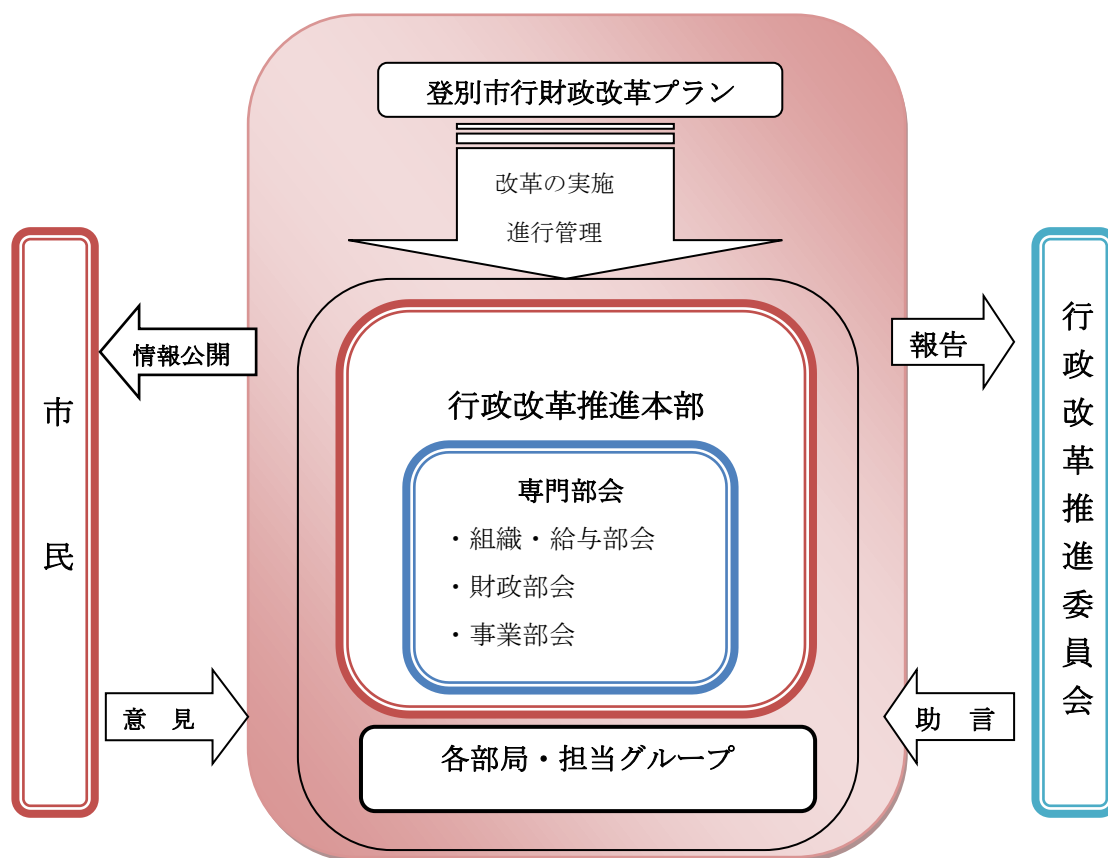 登別市行財政改革プラン
改革の実施
進行管理
市民
情報公開
意　見
行政改革推進本部
専門部会
・組織・給与部会
・財政部会
・事業部会
各部局・担当グループ
報告
助　言
行政改革推進委員会